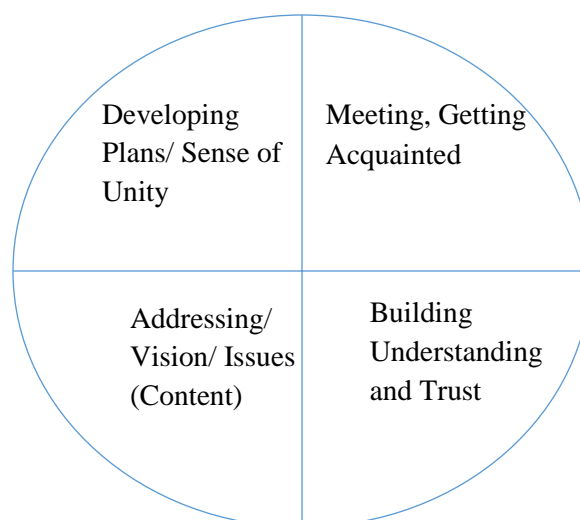 Developing
Plans/ Sense of
Unity
Meeting, Getting
Acquainted
Addressing/
Vision/ Issues
(Content)
Building
Understanding
and Trust